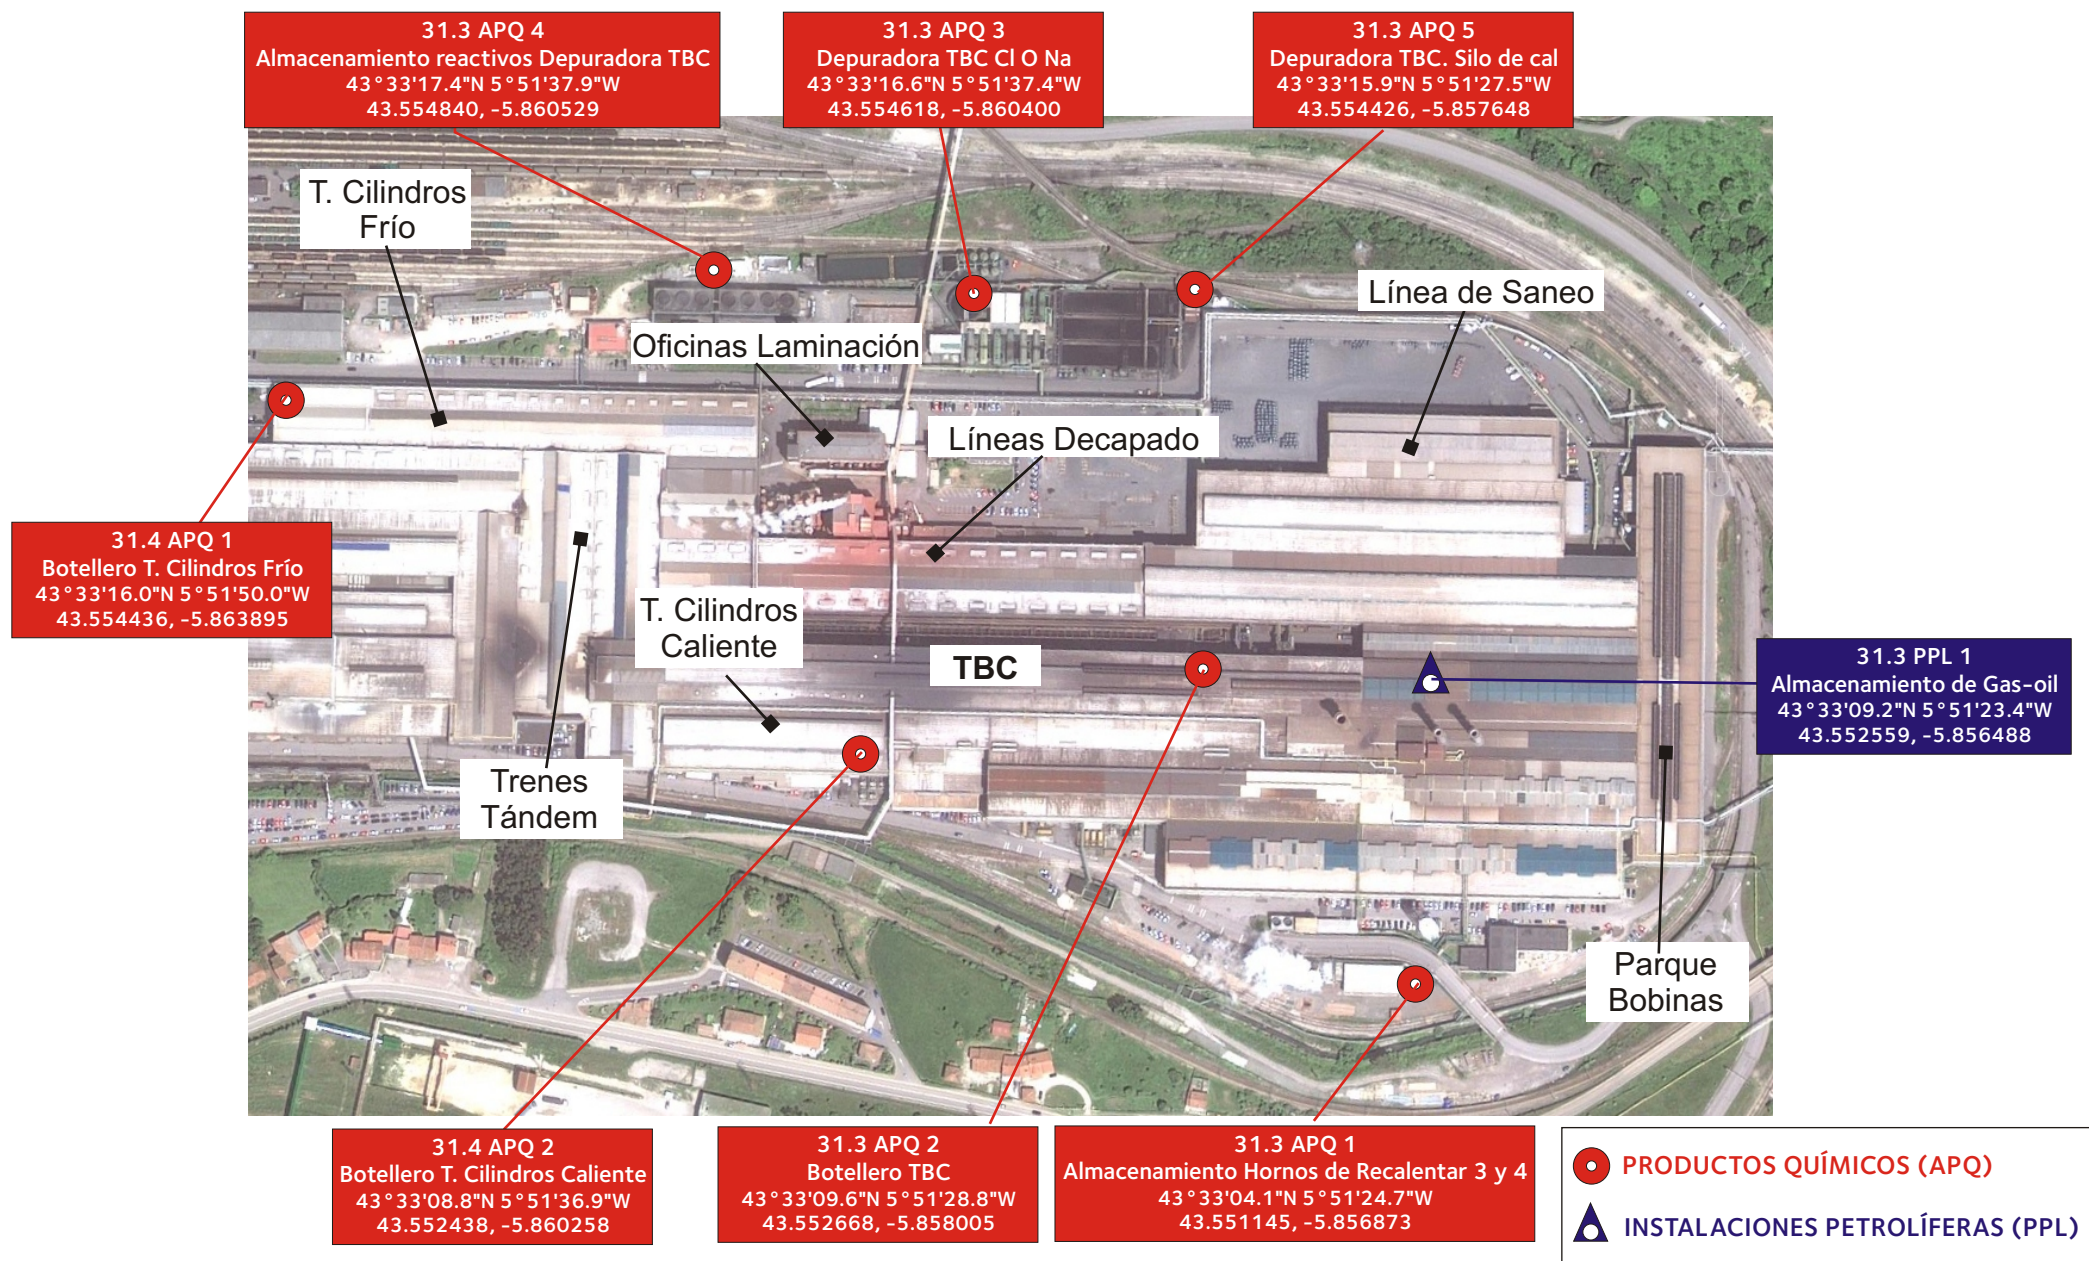 31.3 APQ 4
Almacenamiento reactivos Depuradora TBC
43°33'17.4"N 5°51'37.9"W
43.554840, -5.860529
31.3 APQ 3
Depuradora TBC Cl O Na
43°33'16.6"N 5°51'37.4"W
43.554618, -5.860400
31.3 APQ 5
Depuradora TBC. Silo de cal
43°33'15.9"N 5°51'27.5"W
43.554426, -5.857648
T. Cilindros
Frío
Línea de Saneo
Oficinas Laminación
Líneas Decapado
31.4 APQ 1
Botellero T. Cilindros Frío
43°33'16.0"N 5°51'50.0"W
43.554436, -5.863895
T. Cilindros
Caliente
TBC
31.3 PPL 1
Almacenamiento de Gas-oil
43°33'09.2"N 5°51'23.4"W
43.552559, -5.856488
Trenes
Tándem
Parque
Bobinas
31.4 APQ 2
Botellero T. Cilindros Caliente
43°33'08.8"N 5°51'36.9"W
43.552438, -5.860258
31.3 APQ 2
Botellero TBC
43°33'09.6"N 5°51'28.8"W
43.552668, -5.858005
31.3 APQ 1
Almacenamiento Hornos de Recalentar 3 y 4
43°33'04.1"N 5°51'24.7"W
43.551145, -5.856873
PRODUCTOS QUÍMICOS (APQ)
INSTALACIONES PETROLÍFERAS (PPL)